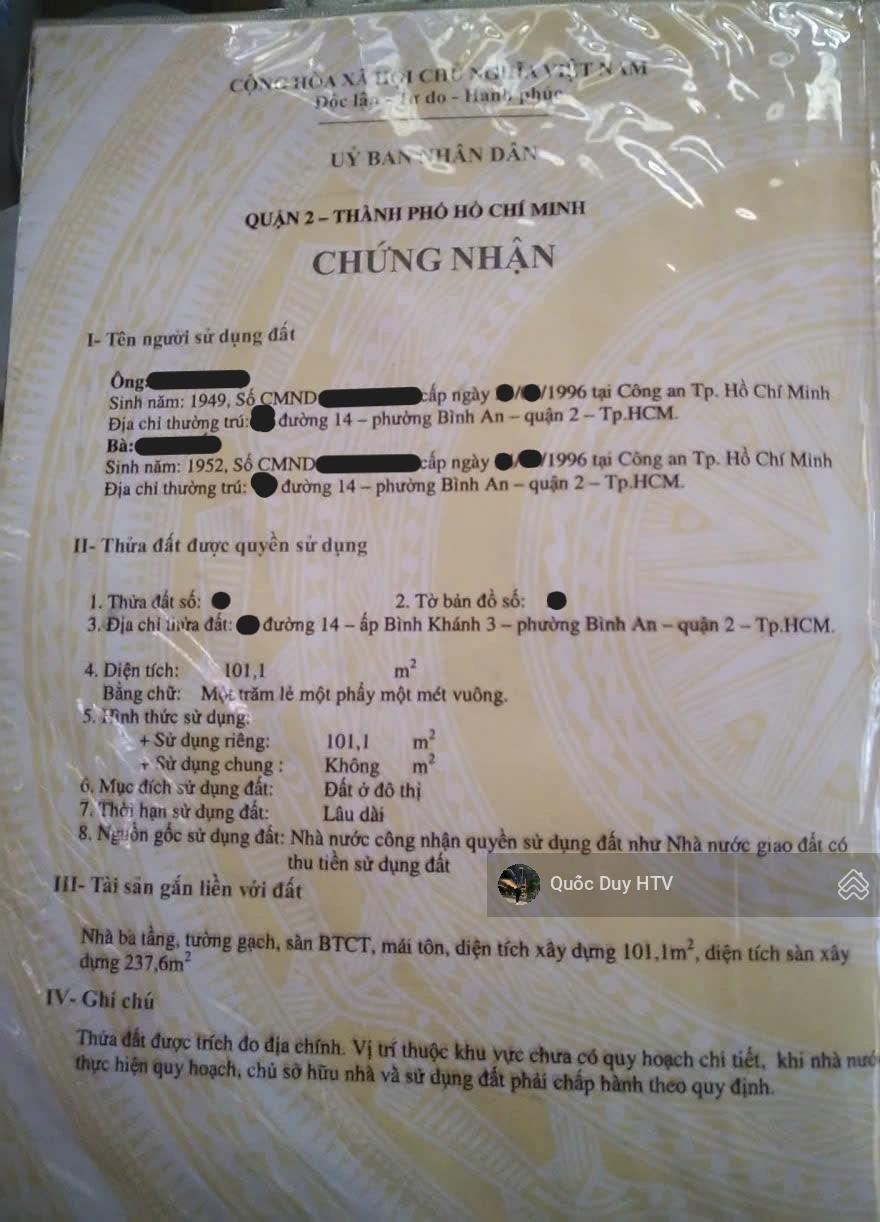 CỘNG HÒA XÃ HỘI CHỦ NGHĨA VIỆT NAM
Độc lập - Tự do - Hạnh phúc
UỶ BAN NHÂN DÂN
QUẬN 2 – THÀNH PHỐ HỒ CHÍ MINH
CHỨNG NHẬN
I- Tên người sử dụng đất
Ông:
Sinh năm: 1949, Số CMND cấp ngày / /1996 tại Công an Tp. Hồ Chí Minh
Địa chỉ thường trú: đường 14 – phường Bình An – quận 2 – Tp.HCM.
Bà:
Sinh năm: 1952, Số CMND cấp ngày / /1996 tại Công an Tp. Hồ Chí Minh
Địa chỉ thường trú: đường 14 – phường Bình An – quận 2 – Tp.HCM.
II- Thửa đất được quyền sử dụng
1. Thửa đất số: 2. Tờ bản đồ số:
3. Địa chỉ thửa đất: đường 14 – ấp Bình Khánh 3 – phường Bình An – quận 2 – Tp.HCM.
4. Diện tích: 101,1 m²
Bằng chữ: Một trăm lẻ một phẩy một mét vuông.
5. Hình thức sử dụng:
+ Sử dụng riêng: 101,1 m²
+ Sử dụng chung : Không m²
6. Mục đích sử dụng đất: Đất ở đô thị
7. Thời hạn sử dụng đất: Lâu dài
8. Nguồn gốc sử dụng đất: Nhà nước công nhận quyền sử dụng đất như Nhà nước giao đất có
thu tiền sử dụng đất
Quốc Duy HTV
III- Tài sản gắn liền với đất
Nhà ba tầng, tường gạch, sàn BTCT, mái tôn, diện tích xây dựng 101,1m², diện tích sàn xây
dựng 237,6m²
IV- Ghi chú
Thửa đất được trích đo địa chính. Vị trí thuộc khu vực chưa có quy hoạch chi tiết, khi nhà nướ
thực hiện quy hoạch, chủ sở hữu nhà và sử dụng đất phải chấp hành theo quy định.